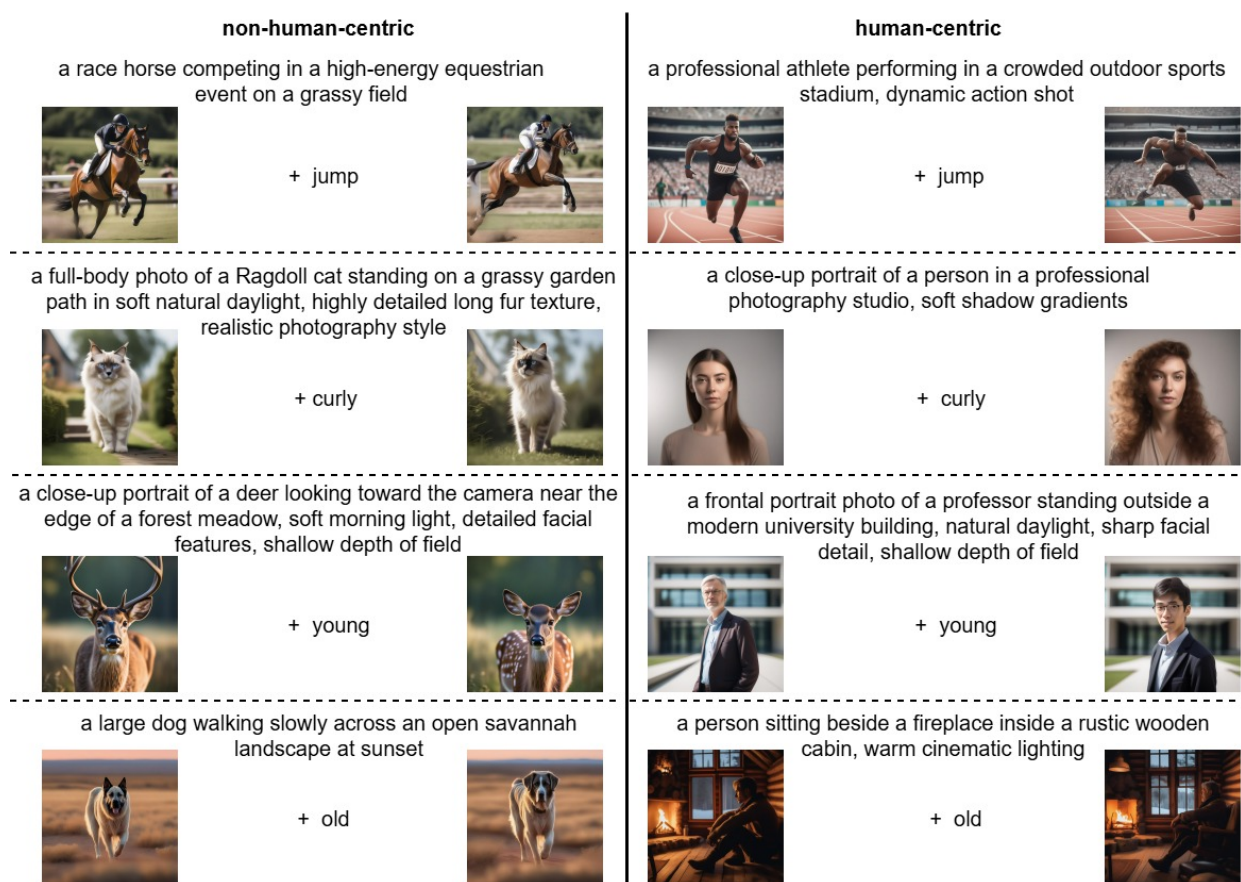 non-human-centric
a race horse competing in a high-energy equestrian
event on a grassy field
+ jump
a full-body photo of a Ragdoll cat standing on a grassy garden
path in soft natural daylight, highly detailed long fur texture,
realistic photography style
+ curly
a close-up portrait of a deer looking toward the camera near the
edge of a forest meadow, soft morning light, detailed facial
features, shallow depth of field
+ young
a large dog walking slowly across an open savannah
landscape at sunset
+ old
human-centric
a professional athlete performing in a crowded outdoor sports
stadium, dynamic action shot
+ jump
a close-up portrait of a person in a professional
photography studio, soft shadow gradients
+ curly
a frontal portrait photo of a professor standing outside a
modern university building, natural daylight, sharp facial
detail, shallow depth of field
+ young
a person sitting beside a fireplace inside a rustic wooden
cabin, warm cinematic lighting
+ old